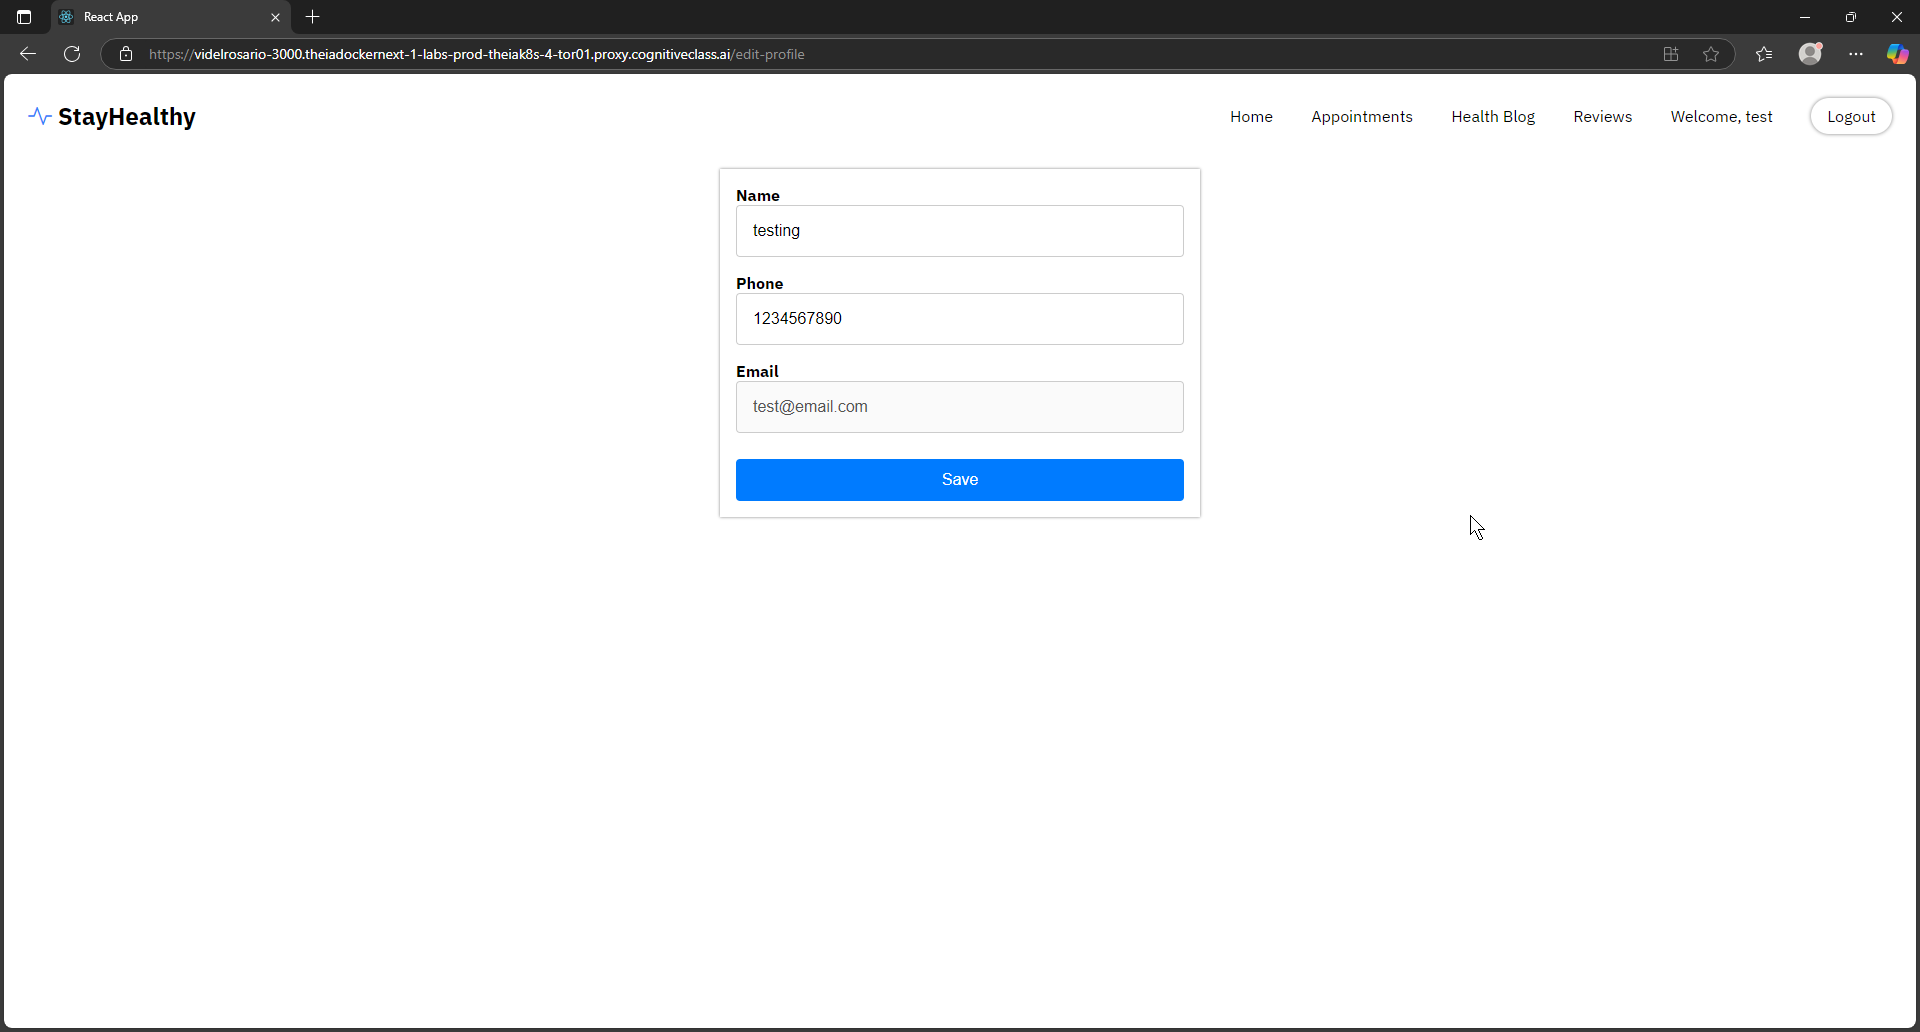 React App
https://videlrosario-3000.theiadockernext-1-labs-prod-theiak8s-4-tor01.proxy.cognitiveclass.ai/edit-profile
StayHealthy
Home
Appointments
Health Blog
Reviews
Welcome, test
Logout
Name
testing
Phone
1234567890
Email
test@email.com
Save